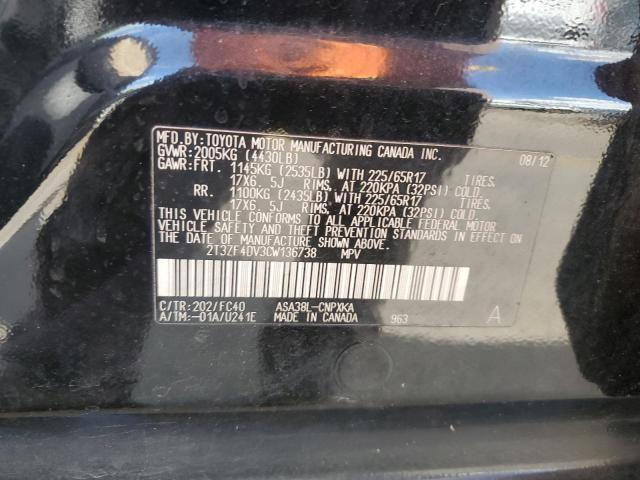 MFD.BY:TOYOTA MOTOR MANUFACTURING CANADA INC. 08/12
GVWR:2005KG (4430LB)
GAWR:FRT. 1145KG (2535LB) WITH 225/65R17 TIRES.
17X6. 5J RIMS. AT 220KPA (32PSI) COLD.
RR. 1100KG (2435LB) WITH 225/65R17 TIRES.
17X6. 5J RIMS. AT 220KPA (32PSI) COLD.
THIS VEHICLE CONFORMS TO ALL APPLICABLE FEDERAL MOTOR
VEHICLE SAFETY AND THEFT PREVENTION STANDARDS IN EFFECT
ON THE DATE OF MANUFACTURE SHOWN ABOVE.
2T3ZF4DV3CW136738 MPV
C/TR:202/FC40 ASA38L-CNPXKA
A/TM:-01A/U241E MADE IN CANADA 963 A